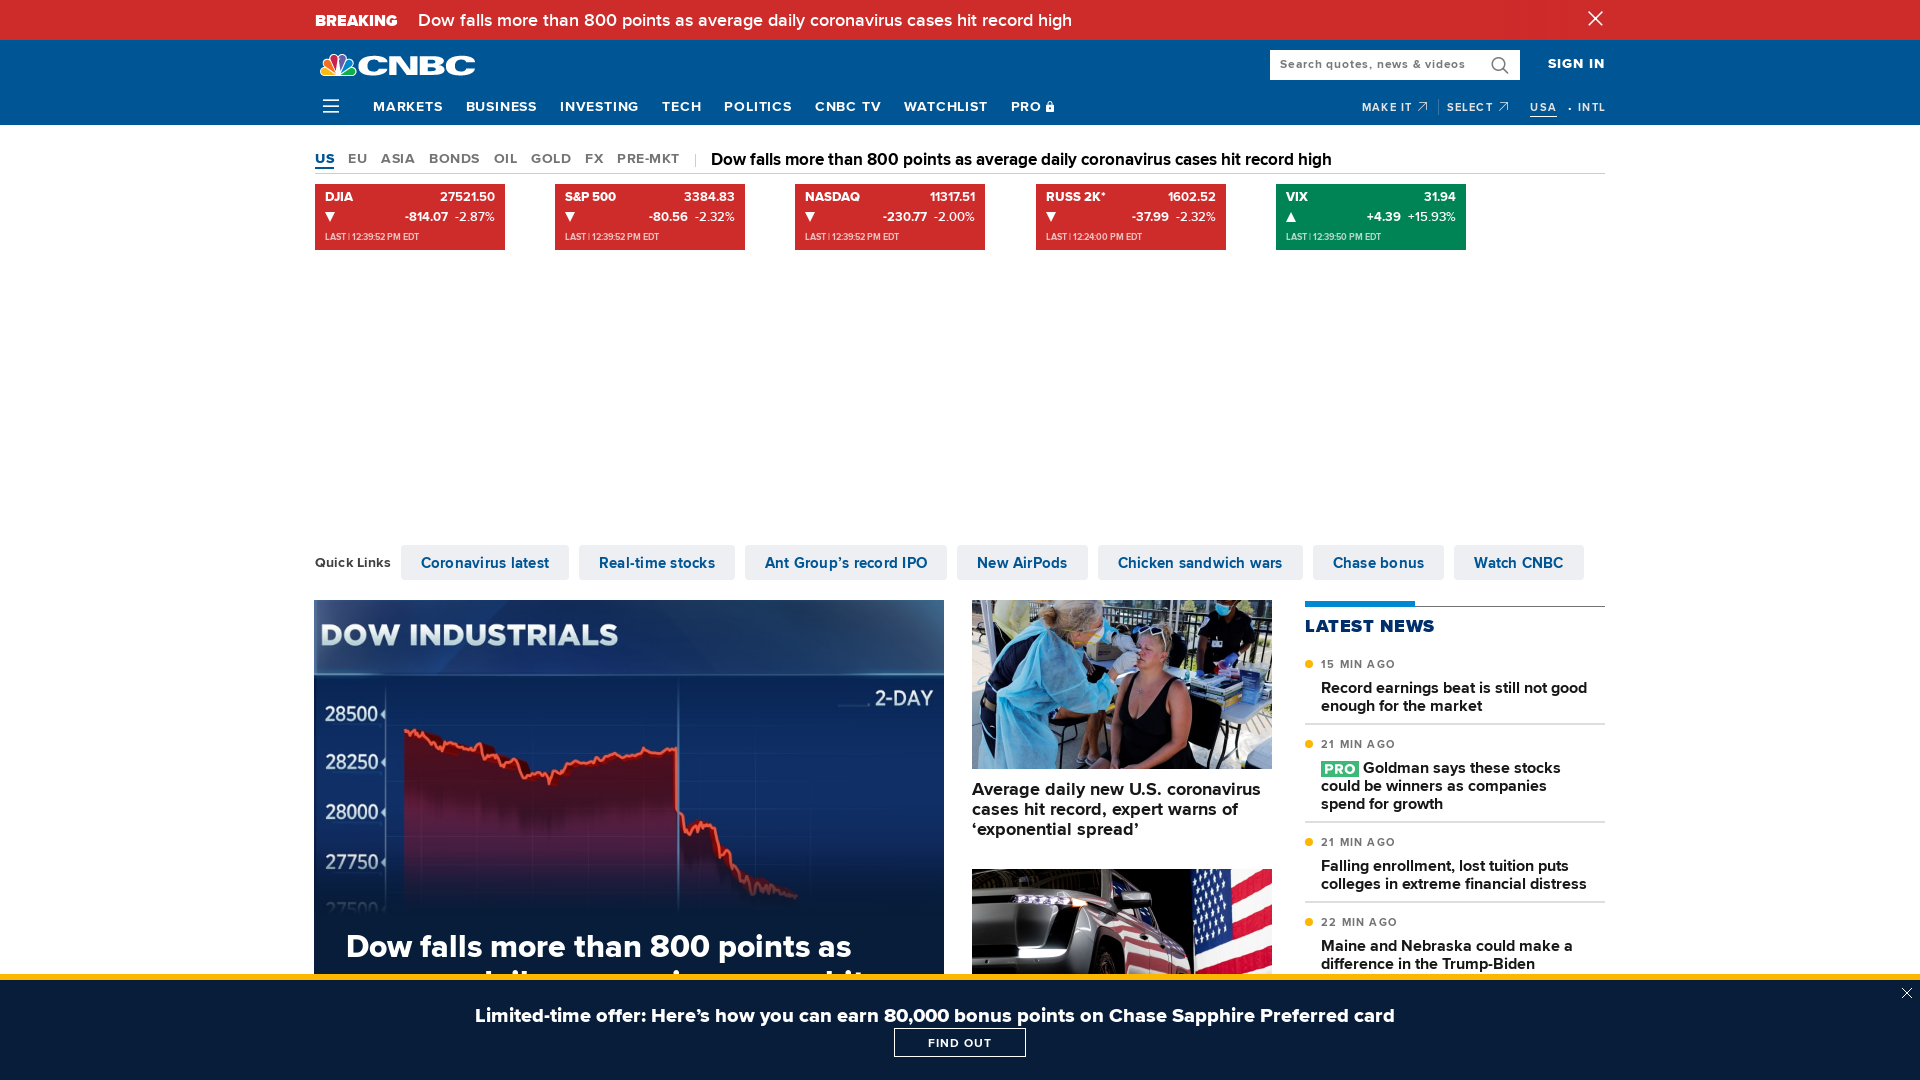 BREAKING Dow falls more than 800 points as average daily coronavirus cases hit record high
CNBC
Search quotes, news & videos
SIGN IN
MARKETS BUSINESS INVESTING TECH POLITICS CNBC TV WATCHLIST PRO
MAKE IT SELECT USA • INTL
US EU ASIA BONDS OIL GOLD FX PRE-MKT
Dow falls more than 800 points as average daily coronavirus cases hit record high
DJIA 27521.50
-814.07 -2.87%
LAST | 12:39:52 PM EDT
S&P 500 3384.83
-80.56 -2.32%
LAST | 12:39:52 PM EDT
NASDAQ 11317.51
-230.77 -2.00%
LAST | 12:39:52 PM EDT
RUSS 2K* 1602.52
-37.99 -2.32%
LAST | 12:24:00 PM EDT
VIX 31.94
+4.39 +15.93%
LAST | 12:39:50 PM EDT
Quick Links
Coronavirus latest
Real-time stocks
Ant Group’s record IPO
New AirPods
Chicken sandwich wars
Chase bonus
Watch CNBC
DOW INDUSTRIALS
2-DAY
28500
28250
28000
27750
27500
Dow falls more than 800 points as
Average daily new U.S. coronavirus
cases hit record, expert warns of
‘exponential spread’
LATEST NEWS
15 MIN AGO
Record earnings beat is still not good
enough for the market
21 MIN AGO
PRO Goldman says these stocks
could be winners as companies
spend for growth
21 MIN AGO
Falling enrollment, lost tuition puts
colleges in extreme financial distress
22 MIN AGO
Maine and Nebraska could make a
difference in the Trump-Biden
Limited-time offer: Here’s how you can earn 80,000 bonus points on Chase Sapphire Preferred card
FIND OUT